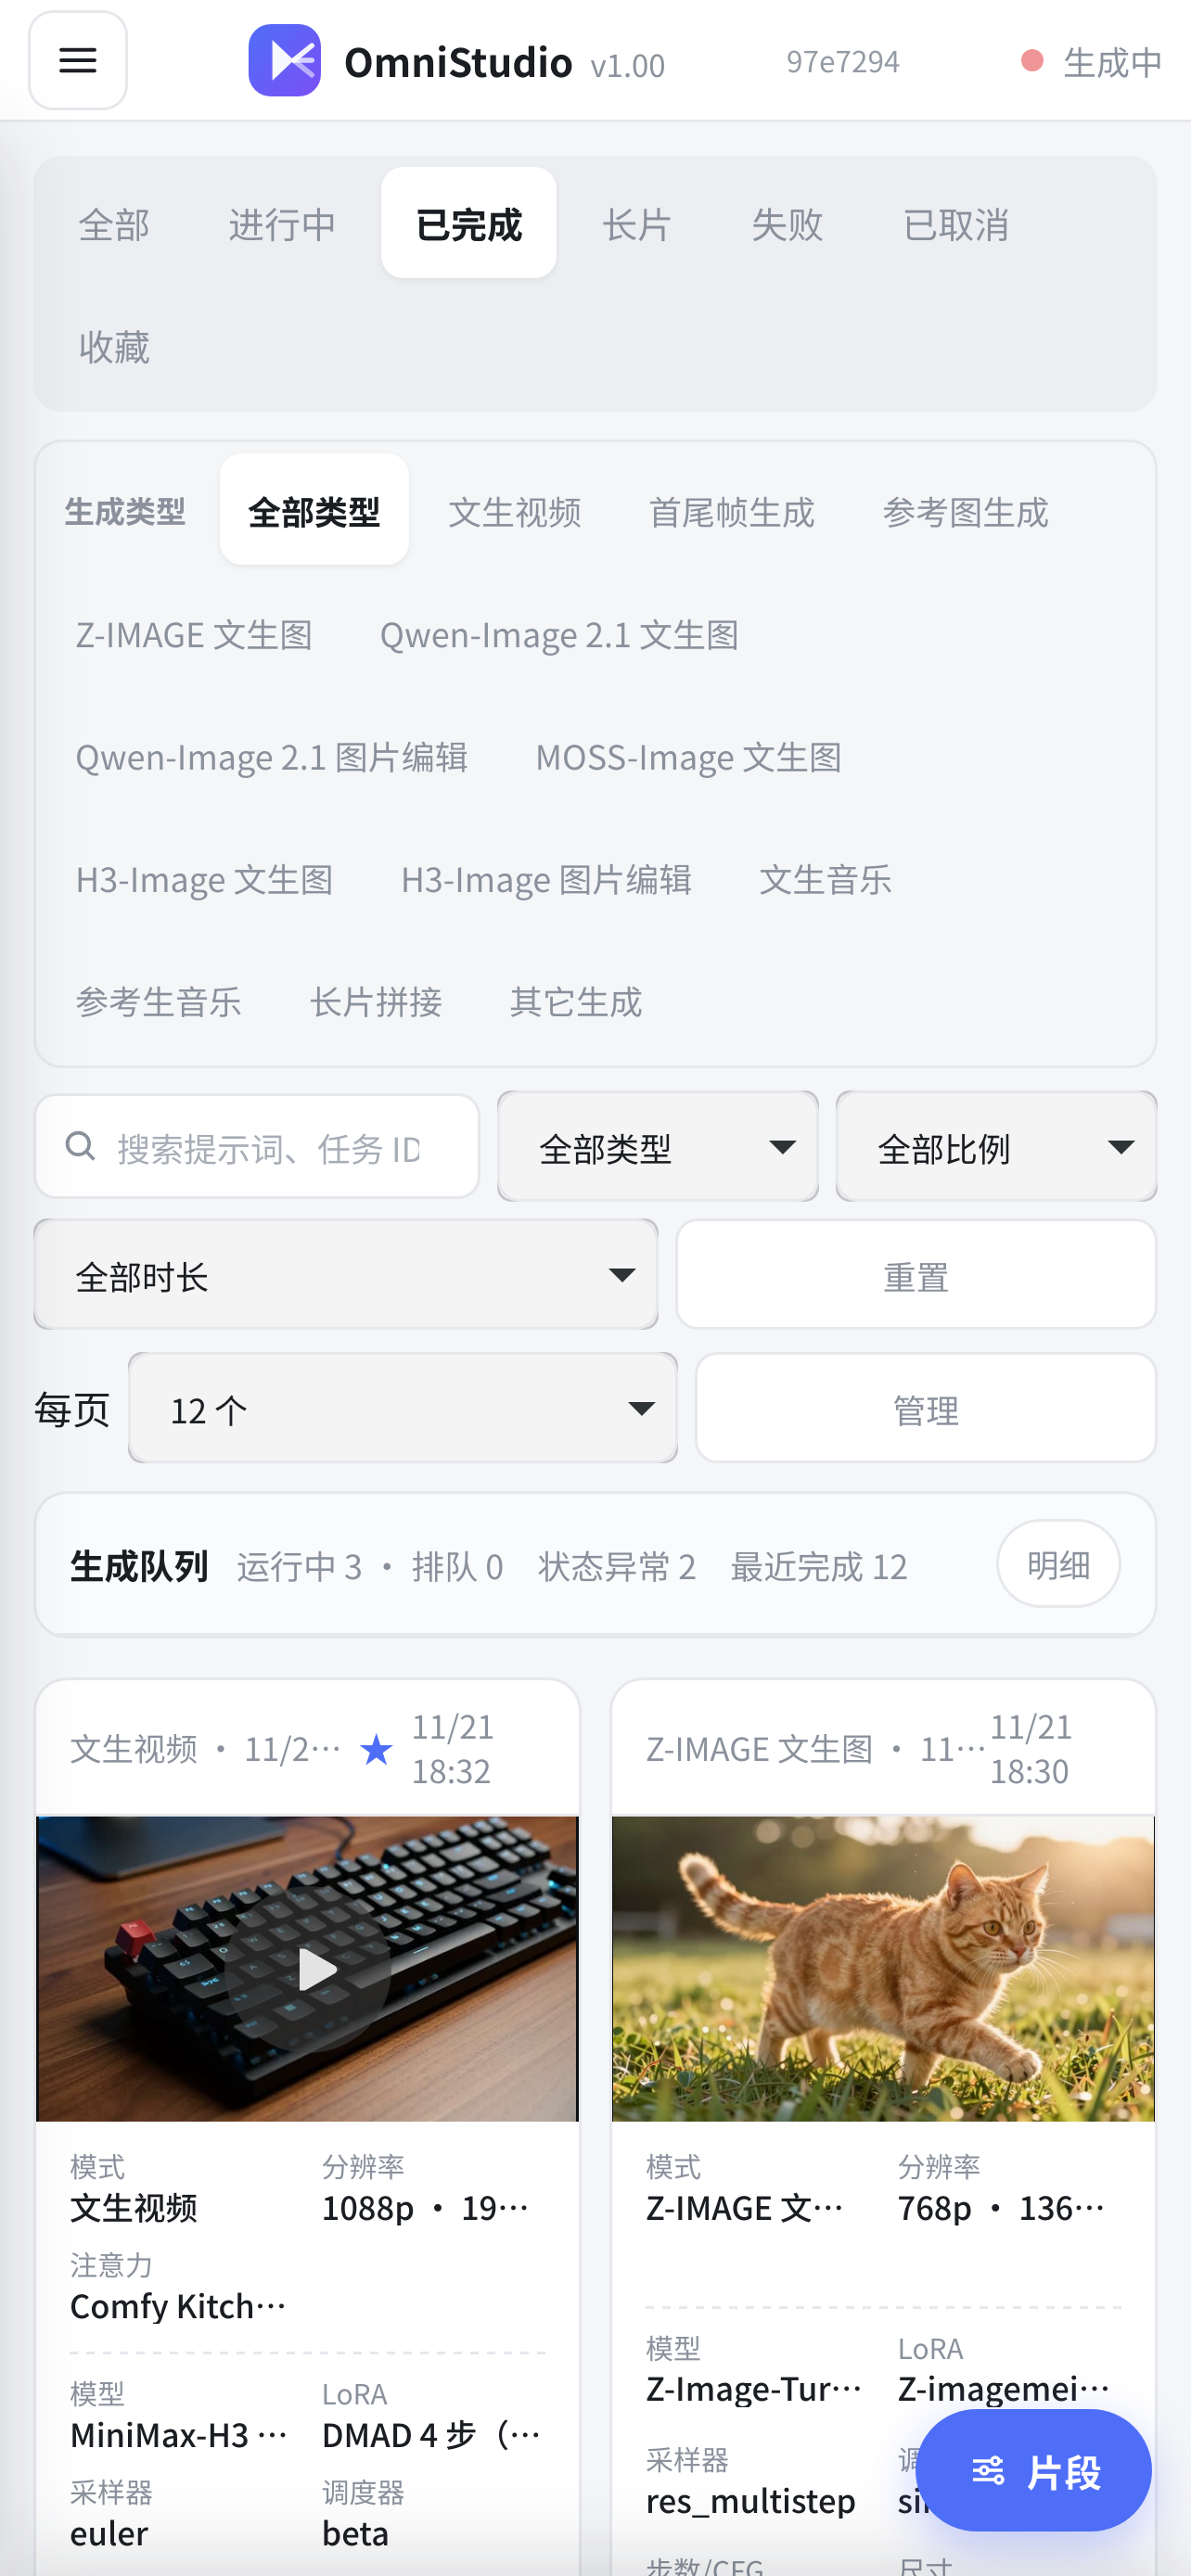 OmniStudio v1.00 97e7294 生成中
全部 进行中 已完成 长片 失败 已取消
收藏
生成类型 全部类型 文生视频 首尾帧生成 参考图生成
Z-IMAGE 文生图 Qwen-Image 2.1 文生图
Qwen-Image 2.1 图片编辑 MOSS-Image 文生图
H3-Image 文生图 H3-Image 图片编辑 文生音乐
参考生音乐 长片拼接 其它生成
搜索提示词、任务 ID 全部类型 全部比例
全部时长 重置
每页 12 个 管理
生成队列 运行中 3 · 排队 0 状态异常 2 最近完成 12 明细
文生视频 · 11/2… ★ 11/21 18:32
模式 分辨率
文生视频 1088p · 19…
注意力
Comfy Kitch…
模型 LoRA
MiniMax-H3 … DMAD 4 步（…
采样器 调度器
euler beta
Z-IMAGE 文生图 · 11… 11/21 18:30
模式 分辨率
Z-IMAGE 文… 768p · 136…
模型 LoRA
Z-Image-Tur… Z-imagemei…
采样器 调
res_multistep si
步数/CFG 尺寸
片段